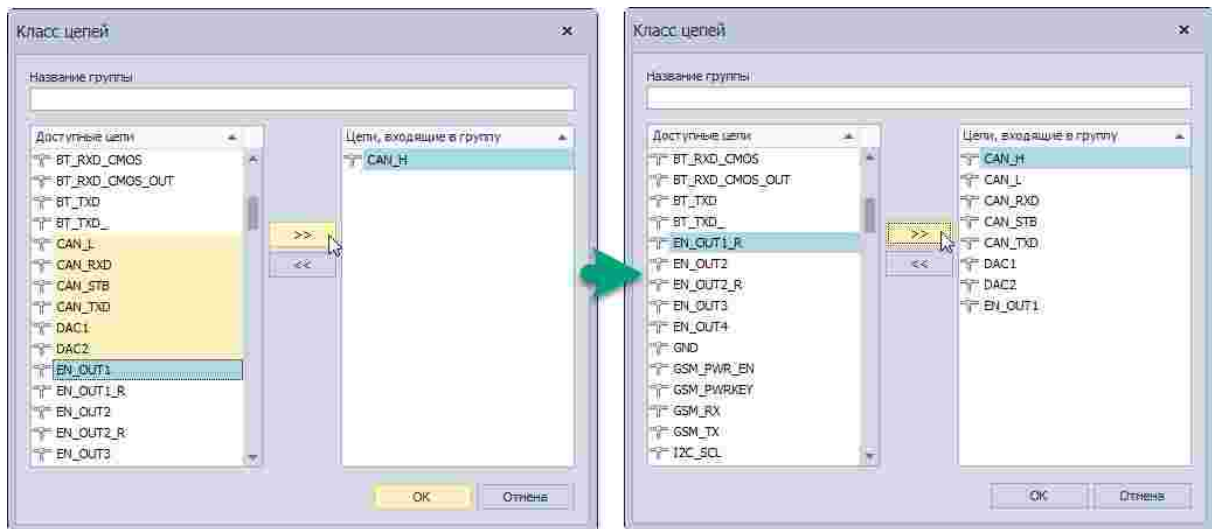 Класс цепей
Название группы
Доступные цепи
BT_RXD_CMOS
BT_RXD_CMOS_OUT
BT_TXD
BT_TXD_
CAN_L
CAN_RXD
CAN_STB
CAN_TXD
DAC1
DAC2
EN_OUT1
EN_OUT1_R
EN_OUT2
EN_OUT2_R
EN_OUT3
>>
<<
Цепи, входящие в группу
CAN_H
OK
Отмена
Класс цепей
Название группы
Доступные цепи
BT_RXD_CMOS
BT_RXD_CMOS_OUT
BT_TXD
BT_TXD_
EN_OUT1_R
EN_OUT2
EN_OUT2_R
EN_OUT3
EN_OUT4
GND
GSM_PWR_EN
GSM_PWRKEY
GSM_RX
GSM_TX
I2C_SCL
>>
<<
Цепи, входящие в группу
CAN_H
CAN_L
CAN_RXD
CAN_STB
CAN_TXD
DAC1
DAC2
EN_OUT1
OK
Отмена